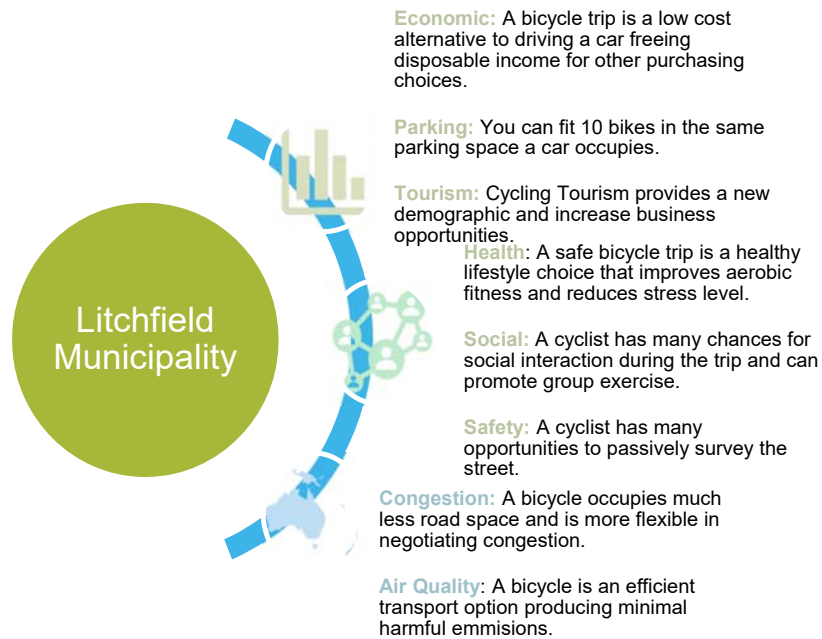 Economic: A bicycle trip is a low cost
alternative to driving a car freeing
disposable income for other purchasing
choices.
Parking: You can fit 10 bikes in the same
parking space a car occupies.
Tourism: Cycling Tourism provides a new
demographic and increase business
opportunities.
Health: A safe bicycle trip is a healthy
lifestyle choice that improves aerobic
fitness and reduces stress level.
Litchfield
Municipality
Social: A cyclist has many chances for
social interaction during the trip and can
promote group exercise.
Safety: A cyclist has many
opportunities to passively survey the
street.
Congestion: A bicycle occupies much
less road space and is more flexible in
negotiating congestion.
Air Quality: A bicycle is an efficient
transport option producing minimal
harmful emmisions.